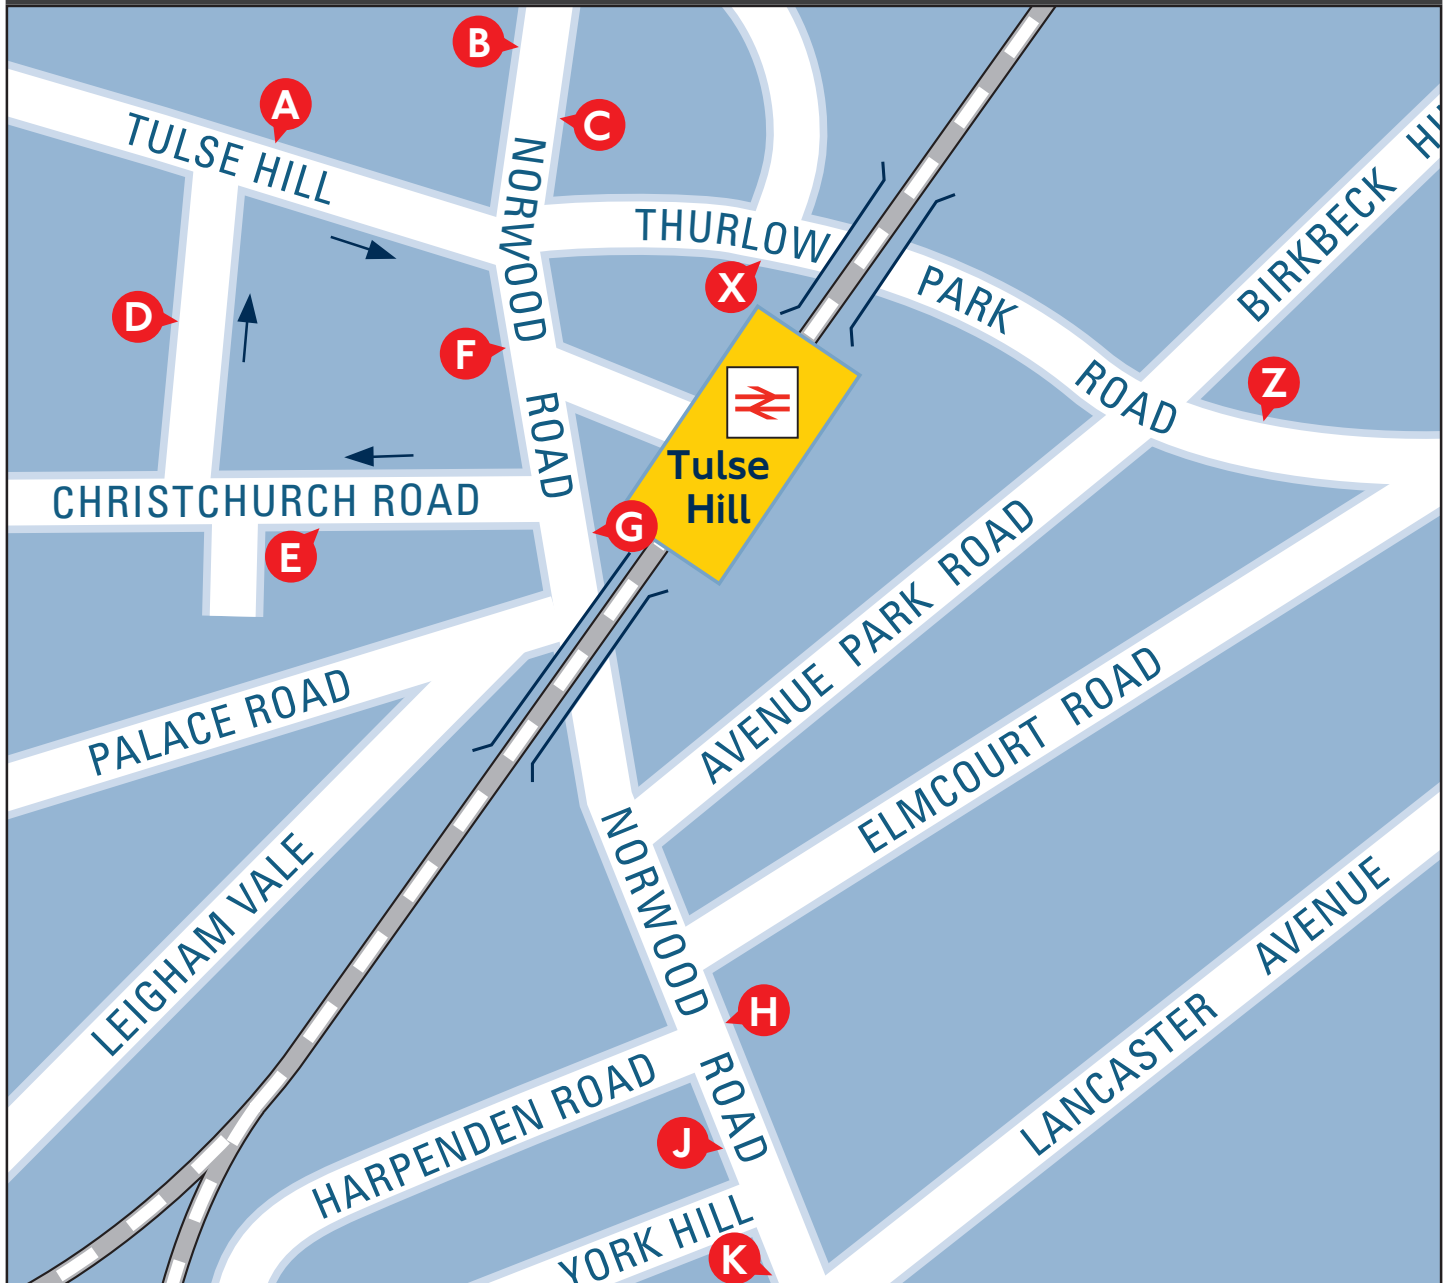 B
A
C
TULSE HILL
NORWOOD
ROAD
THURLOW
PARK
ROAD
BIRKBECK
X
D
F
Z
Tulse
Hill
CHRISTCHURCH ROAD
G
E
AVENUE PARK ROAD
PALACE ROAD
ELMCOURT ROAD
NORWOOD
ROAD
LEIGHAM VALE
LANCASTER AVENUE
H
HARPENDEN ROAD
J
YORK HILL
K